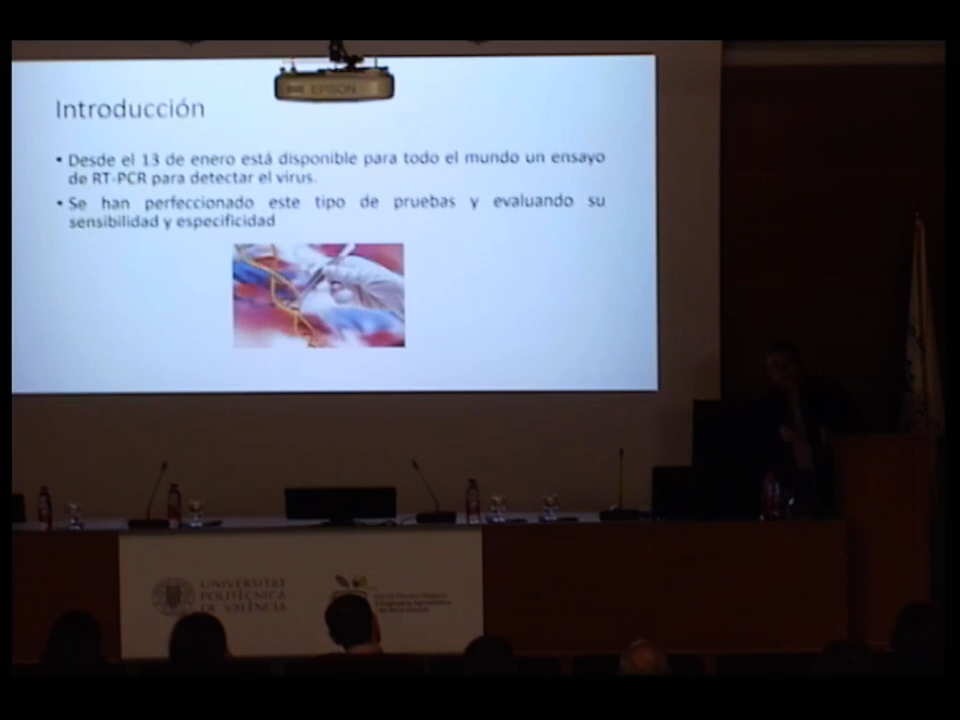 EPSON
Introducción
• Desde el 13 de enero está disponible para todo el mundo un ensayo
de RT-PCR para detectar el virus.
• Se han perfeccionado este tipo de pruebas y evaluando su
sensibilidad y especificidad
UNIVERSITAT
POLITÈCNICA
DE VALÈNCIA